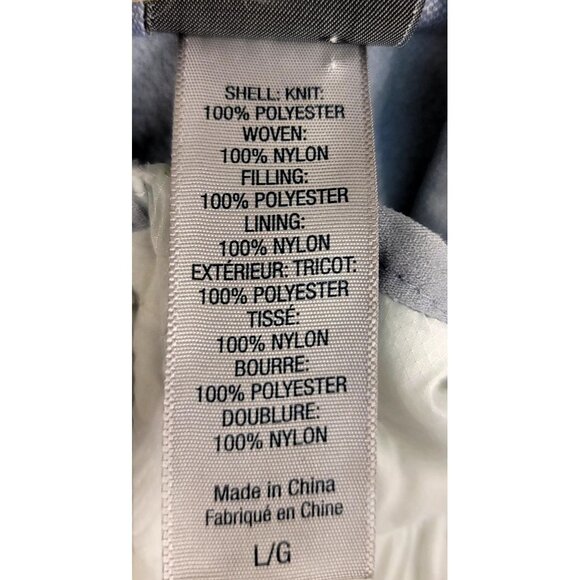 SHELL: KNIT:
100% POLYESTER
WOVEN:
100% NYLON
FILLING:
100% POLYESTER
LINING:
100% NYLON
EXTÉRIEUR: TRICOT:
100% POLYESTER
TISSÉ:
100% NYLON
BOURRE:
100% POLYESTER
DOUBLURE:
100% NYLON
Made in China
Fabriqué en Chine
L/G